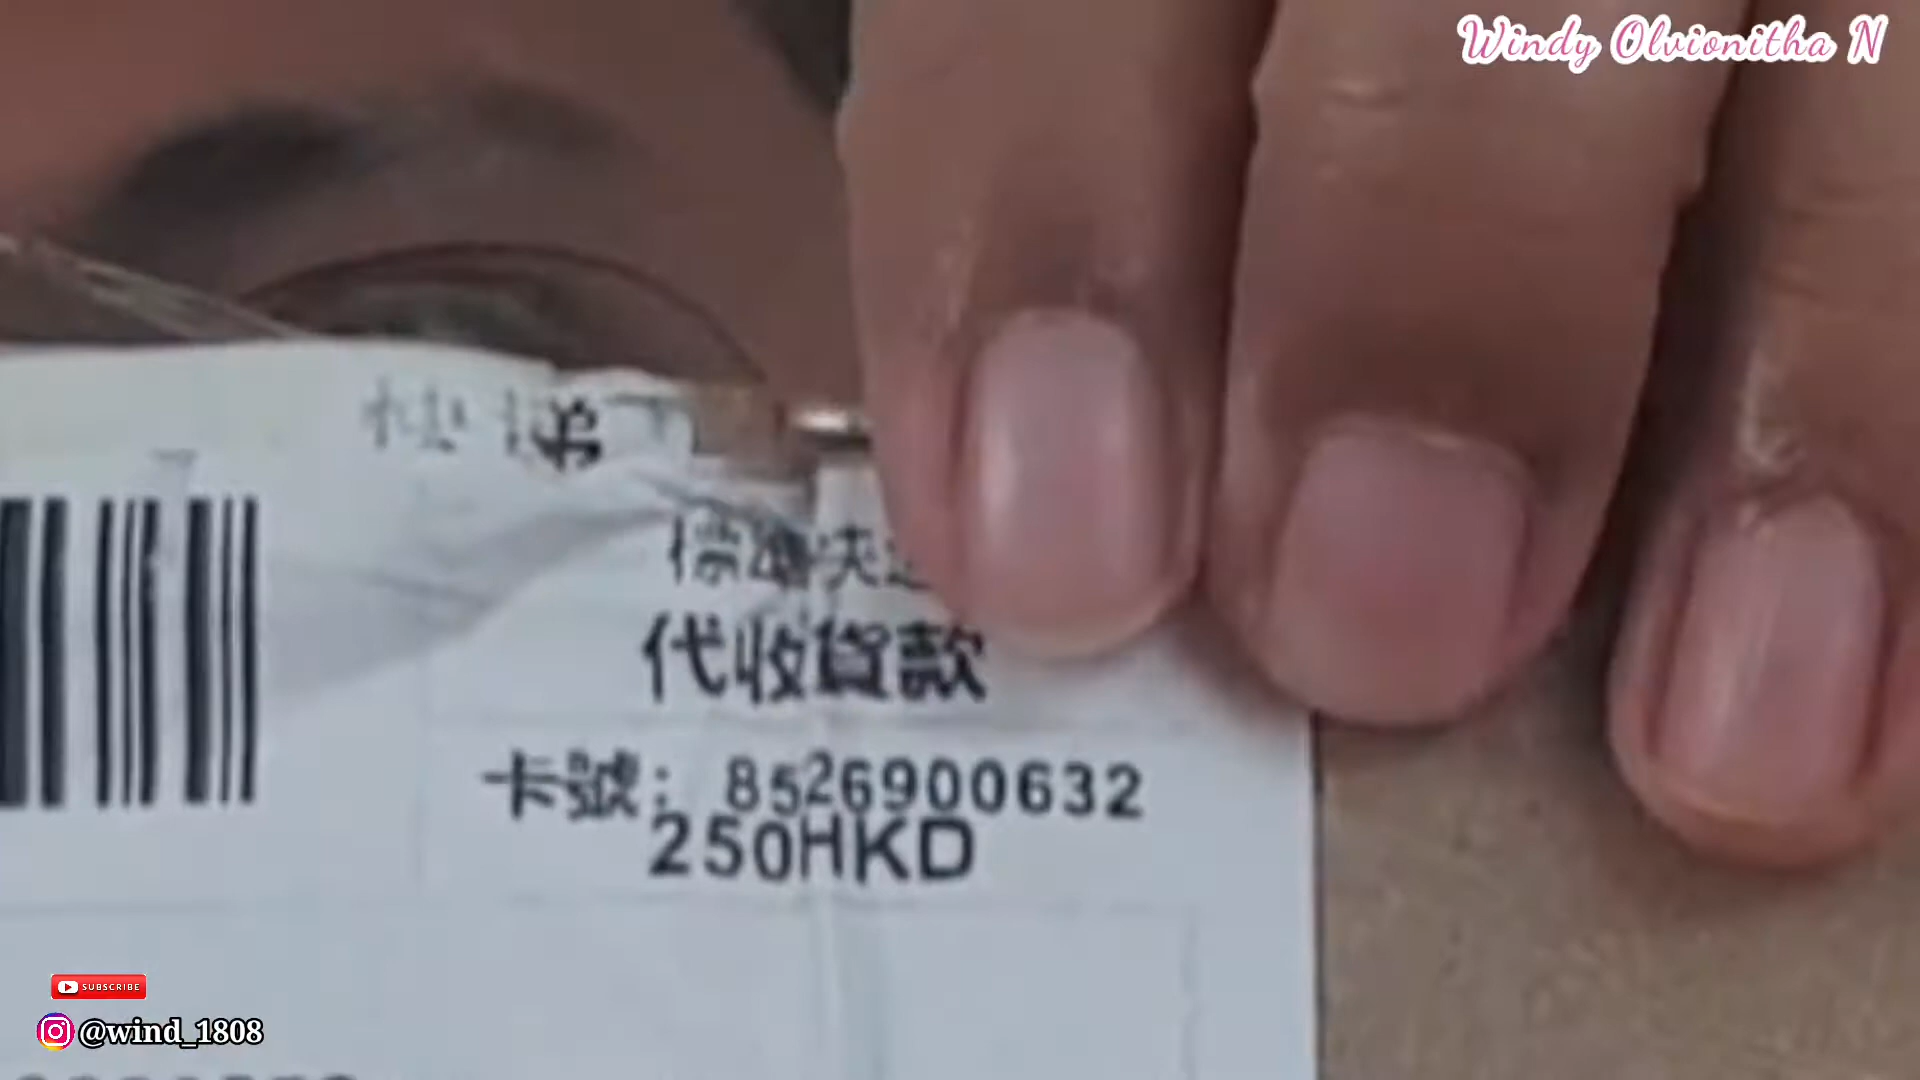 Windy Olvionitha N
代收貨款
卡號: 8526900632
250HKD
SUBSCRIBE
@wind_1808